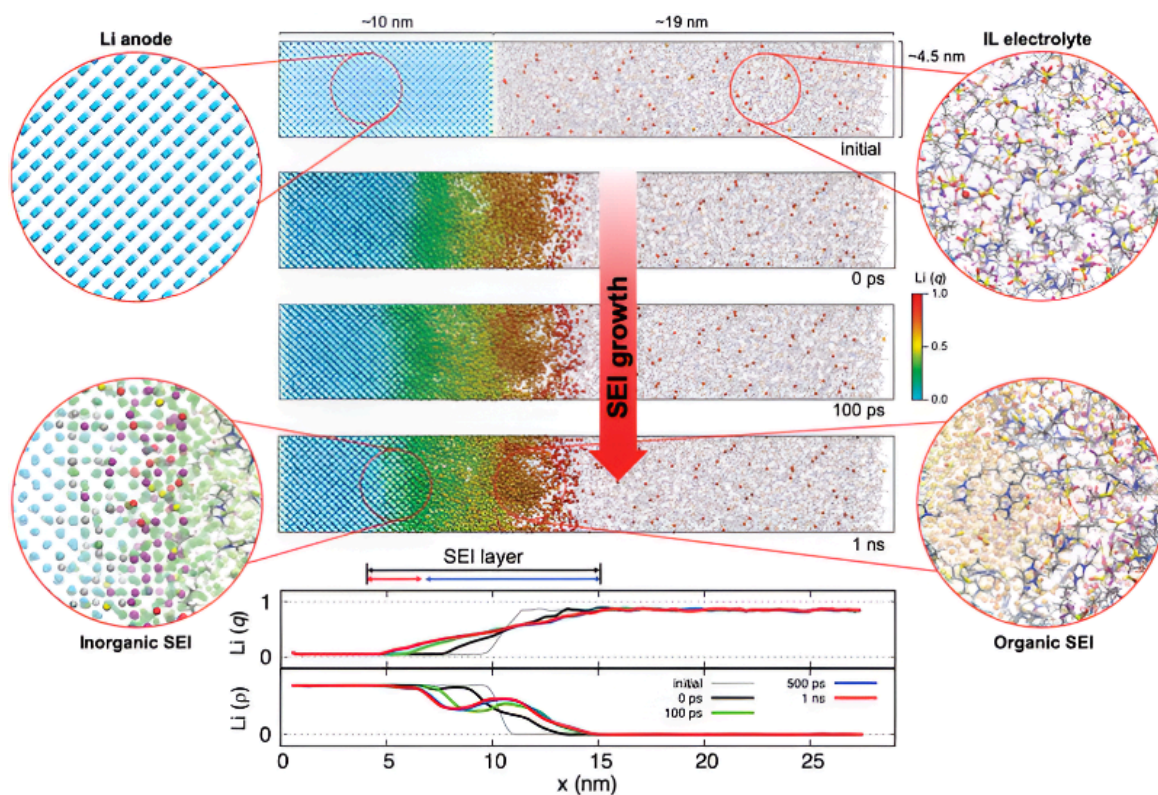 ~10 nm
~19 nm
Li anode
IL electrolyte
~4.5 nm
initial
0 ps
Li (q)
1.0
0.5
0.0
SEI growth
100 ps
1 ns
SEI layer
Inorganic SEI
Organic SEI
1
Li (q)
0
initial
0 ps
100 ps
500 ps
1 ns
Li (ρ)
0
0 5 10 15 20 25
x (nm)